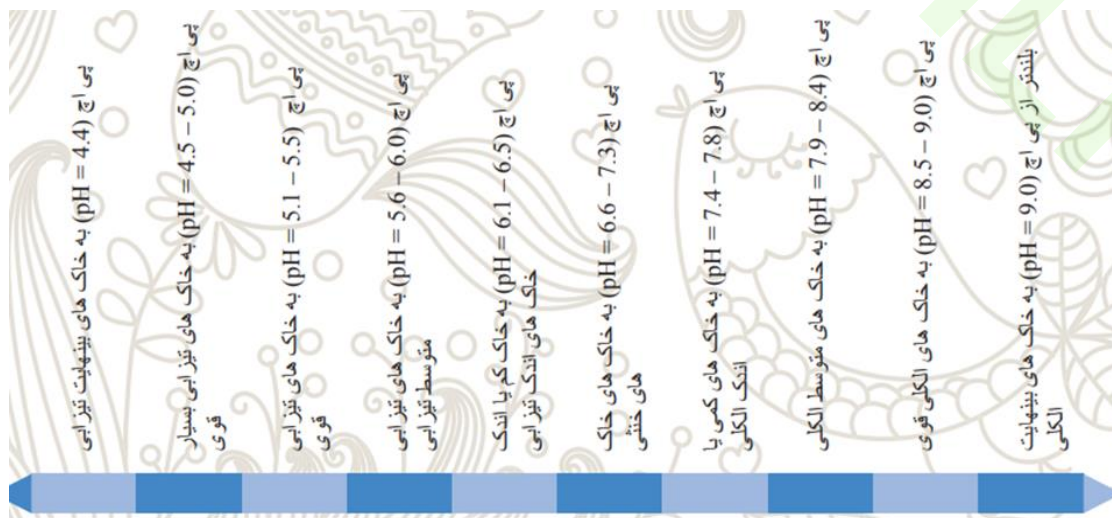 پی اچ (pH = 4.4) به خاک های بینهایت تیزابی
پی اچ (pH = 4.5 – 5.0) به خاک های تیزابی بسیار
قوی
پی اچ (pH = 5.1 – 5.5) به خاک های تیزابی
قوی
پی اچ (pH = 5.6 – 6.0) به خاک های تیزابی
متوسط تیزابی
پی اچ (pH = 6.1 – 6.5) به خاک کم یا اندک
خاک های اندک تیزابی
پی اچ (pH = 6.6 – 7.3) به خاک های خاک
های خنثی
پی اچ (pH = 7.4 – 7.8) به خاک های کمی یا
اندک الکلی
پی اچ (pH = 7.9 – 8.4) به خاک های متوسط الکلی
پی اچ (pH = 8.5 – 9.0) به خاک های الکلی قوی
بلندتر از پی اچ (pH = 9.0) به خاک های بینهایت
الکلی